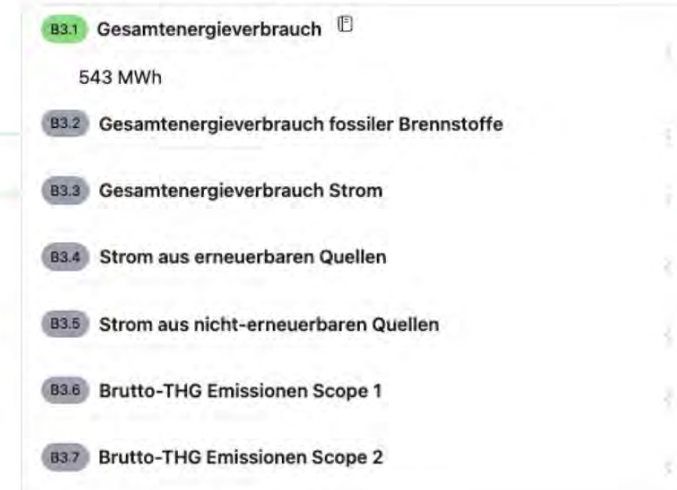 B3.1 Gesamtenergieverbrauch
543 MWh
B3.2 Gesamtenergieverbrauch fossiler Brennstoffe
B3.3 Gesamtenergieverbrauch Strom
B3.4 Strom aus erneuerbaren Quellen
B3.5 Strom aus nicht-erneuerbaren Quellen
B3.6 Brutto-THG Emissionen Scope 1
B3.7 Brutto-THG Emissionen Scope 2